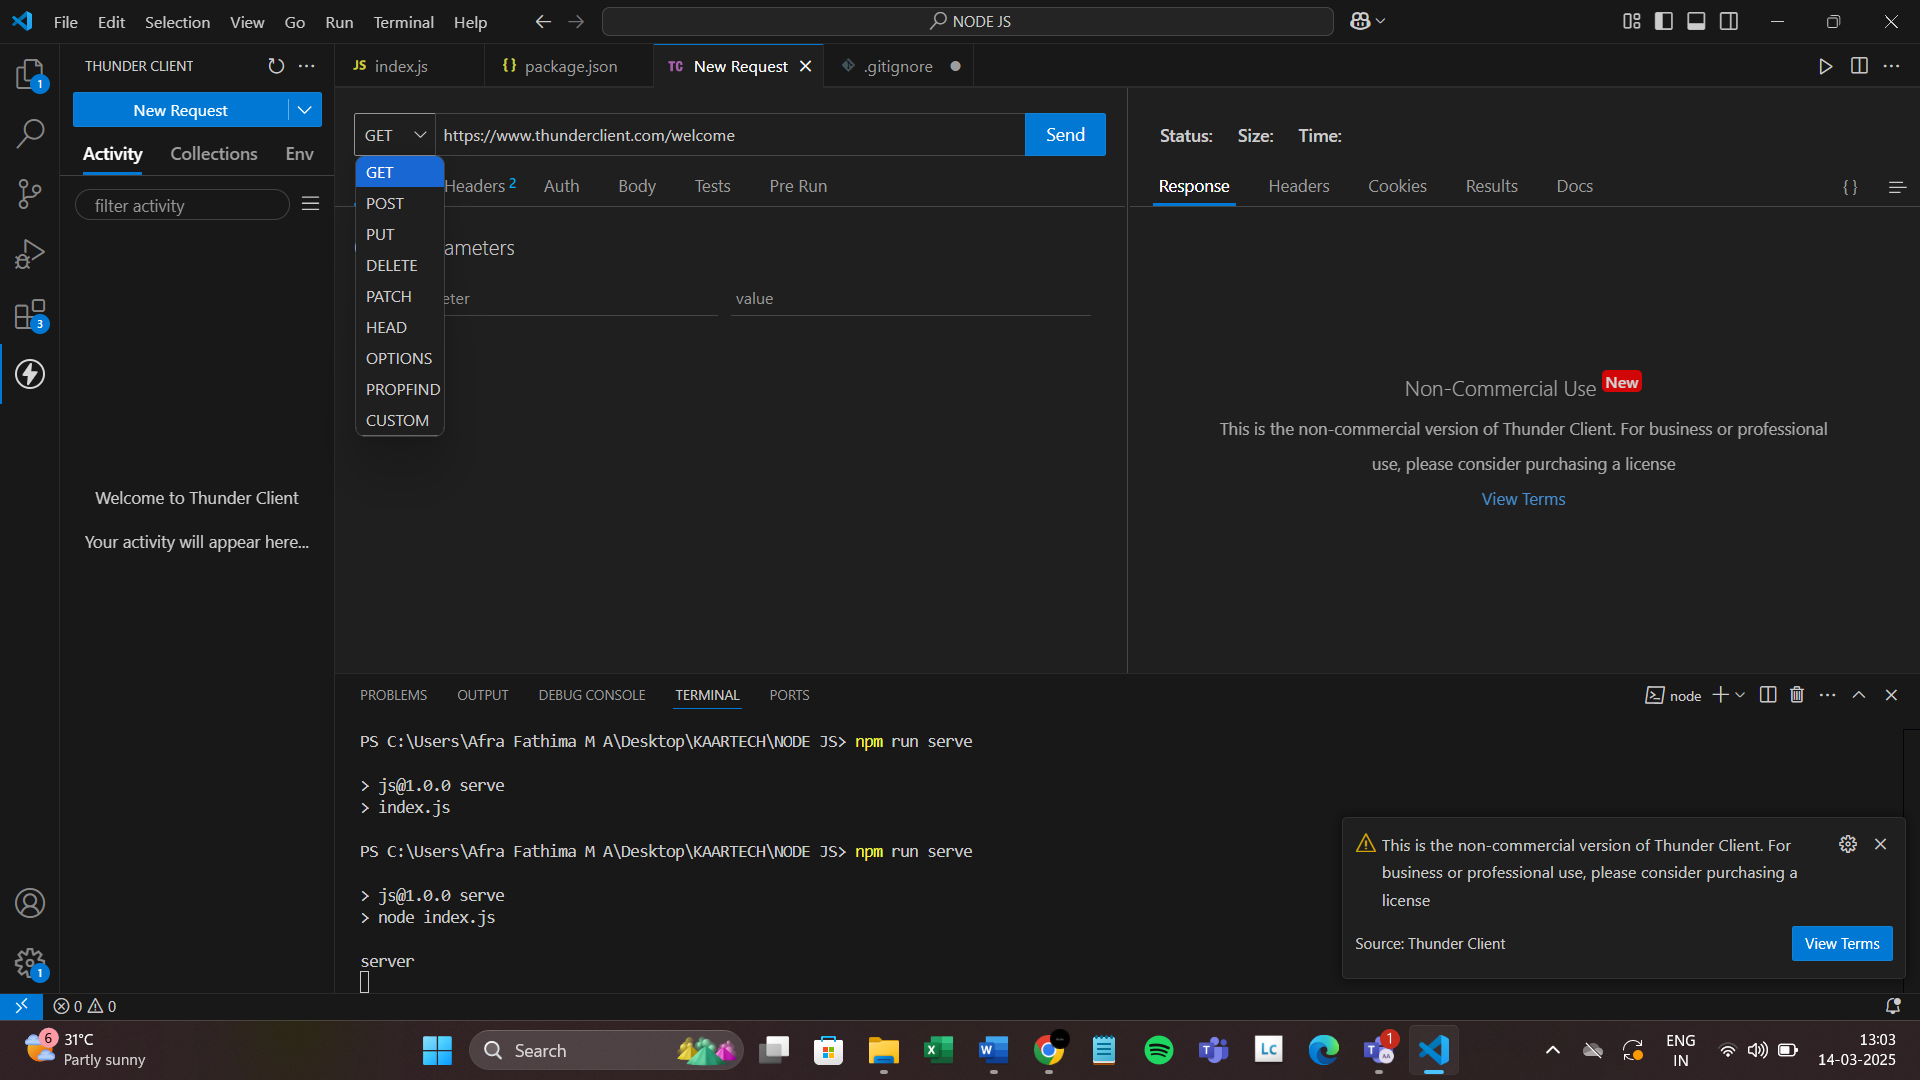 File Edit Selection View Go Run Terminal Help
NODE JS
THUNDER CLIENT
JS index.js
{} package.json
TC New Request
.gitignore
New Request
GET
https://www.thunderclient.com/welcome
Send
Status: Size: Time:
Activity Collections Env
GET
POST
PUT
DELETE
PATCH
HEAD
OPTIONS
PROPFIND
CUSTOM
Headers 2 Auth Body Tests Pre Run
Response Headers Cookies Results Docs
{}
filter activity
ameters
eter
value
Non-Commercial Use New
This is the non-commercial version of Thunder Client. For business or professional
use, please consider purchasing a license
View Terms
Welcome to Thunder Client
Your activity will appear here...
PROBLEMS OUTPUT DEBUG CONSOLE TERMINAL PORTS
node
PS C:\Users\Afra Fathima M A\Desktop\KAARTECH\NODE JS> npm run serve
> js@1.0.0 serve
> index.js
PS C:\Users\Afra Fathima M A\Desktop\KAARTECH\NODE JS> npm run serve
> js@1.0.0 serve
> node index.js
server
This is the non-commercial version of Thunder Client. For
business or professional use, please consider purchasing a
license
Source: Thunder Client
View Terms
1
3
1
0 0
6
31°C
Partly sunny
Search
LC
1
ENG
IN
13:03
14-03-2025